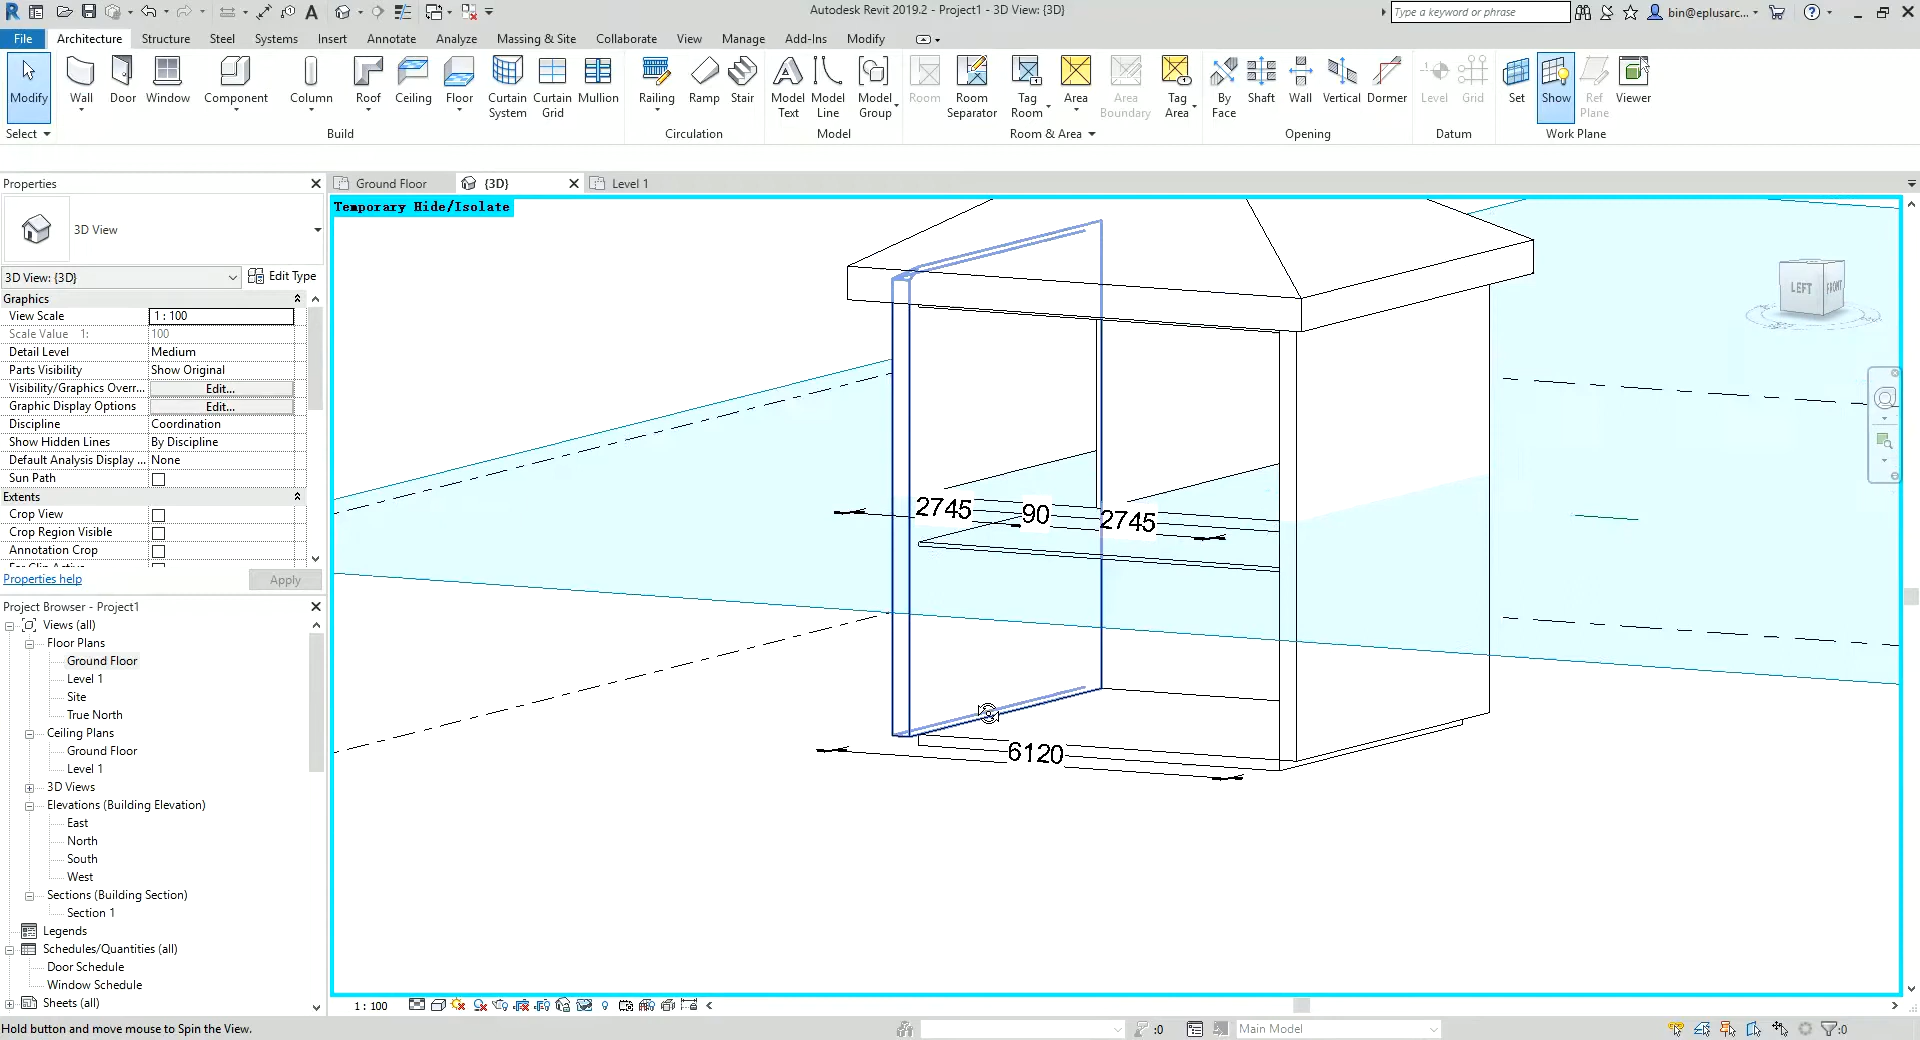 Autodesk Revit 2019.2 - Project1 - 3D View: {3D}
Type a keyword or phrase
bin@eplusarc...
File Architecture Structure Steel Systems Insert Annotate Analyze Massing & Site Collaborate View Manage Add-Ins Modify
Modify Wall Door Window Component Column Roof Ceiling Floor Curtain System Curtain Grid Mullion Railing Ramp Stair Model Text Model Line Model Group Room Room Separator Tag Room Area Area Boundary Tag Area By Face Shaft Wall Vertical Dormer Level Grid Set Show Ref Plane Viewer
Select Build Circulation Model Room & Area Opening Datum Work Plane
Properties
Ground Floor {3D} Level 1
Temporary Hide/Isolate
3D View
3D View: {3D} Edit Type
Graphics
View Scale 1 : 100
Scale Value 1: 100
Detail Level Medium
Parts Visibility Show Original
Visibility/Graphics Overr... Edit...
Graphic Display Options Edit...
Discipline Coordination
Show Hidden Lines By Discipline
Default Analysis Display ... None
Sun Path
Extents
Crop View
Crop Region Visible
Annotation Crop
Properties help Apply
Project Browser - Project1
Views (all)
Floor Plans
Ground Floor
Level 1
Site
True North
Ceiling Plans
Ground Floor
Level 1
3D Views
Elevations (Building Elevation)
East
North
South
West
Sections (Building Section)
Section 1
Legends
Schedules/Quantities (all)
Door Schedule
Window Schedule
Sheets (all)
LEFT FRONT
2745 90 2745
6120
1 : 100
Hold button and move mouse to Spin the View.
:0
Main Model
:0